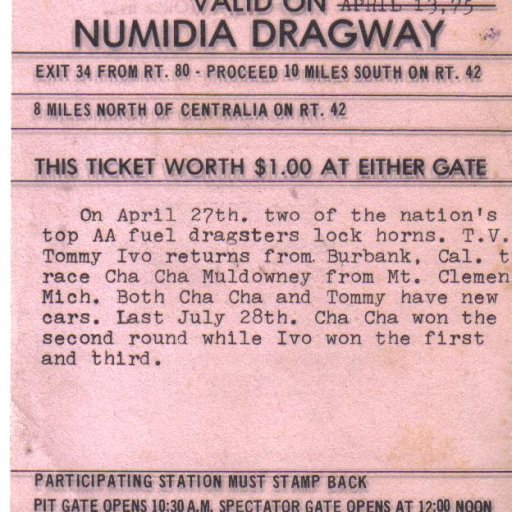 VALID ON APRIL 13,75
NUMIDIA DRAGWAY
EXIT 34 FROM RT. 80 - PROCEED 10 MILES SOUTH ON RT. 42
8 MILES NORTH OF CENTRALIA ON RT. 42
THIS TICKET WORTH $1.00 AT EITHER GATE
On April 27th. two of the nation's
top AA fuel dragsters lock horns. T.V.
Tommy Ivo returns from Burbank, Cal. t
race Cha Cha Muldowney from Mt. Clemen
Mich. Both Cha Cha and Tommy have new
cars. Last July 28th. Cha Cha won the
second round while Ivo won the first
and third.
PARTICIPATING STATION MUST STAMP BACK
PIT GATE OPENS 10:30 A.M. SPECTATOR GATE OPENS AT 12:00 NOON